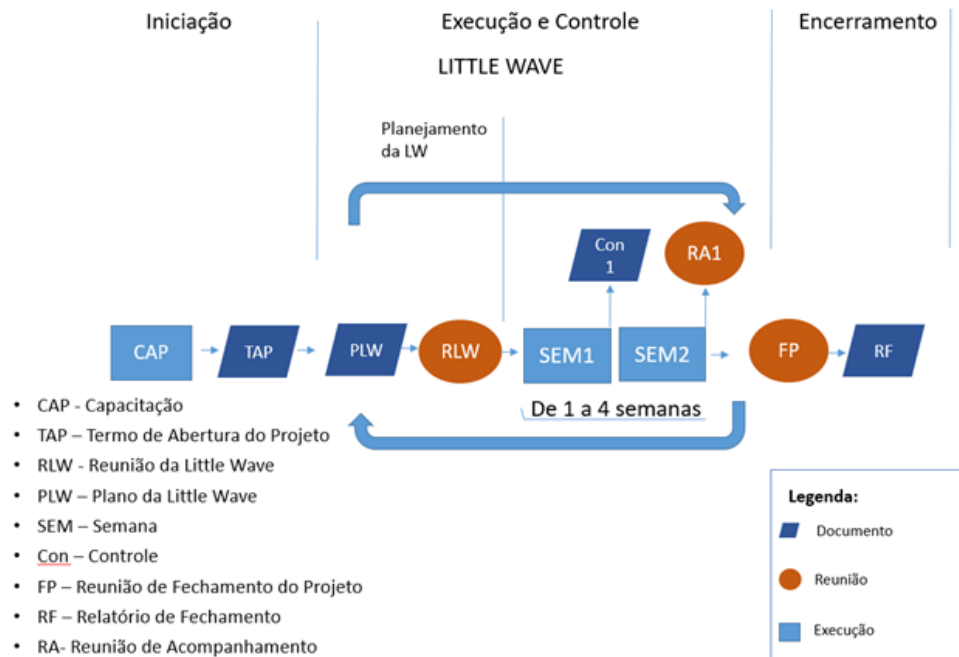 Iniciação
Execução e Controle
Encerramento
LITTLE WAVE
Planejamento
da LW
Con
1
RA1
CAP
TAP
PLW
RLW
SEM1
SEM2
FP
RF
De 1 a 4 semanas
• CAP - Capacitação
• TAP – Termo de Abertura do Projeto
• RLW - Reunião da Little Wave
• PLW – Plano da Little Wave
• SEM – Semana
• Con – Controle
• FP – Reunião de Fechamento do Projeto
• RF – Relatório de Fechamento
• RA- Reunião de Acompanhamento
Legenda:
Documento
Reunião
Execução